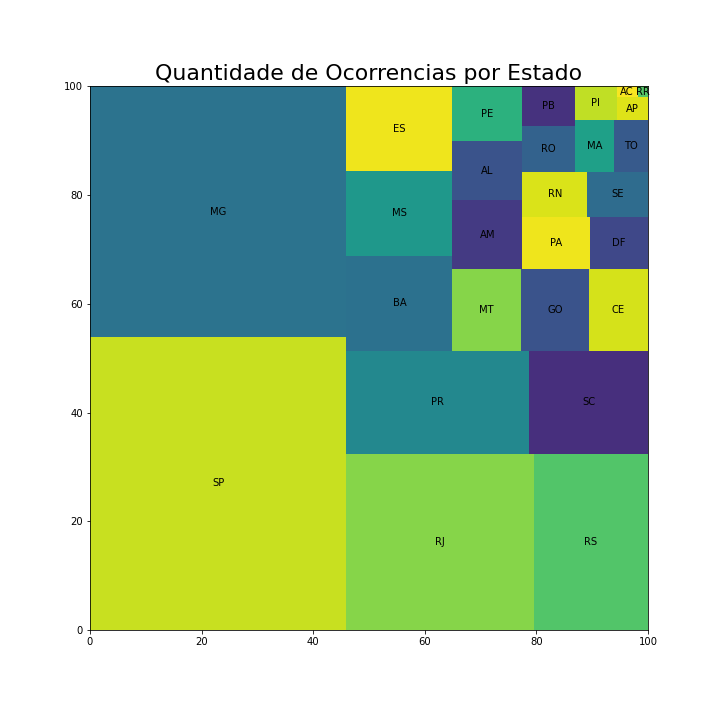 Quantidade de Ocorrencias por Estado
100
80
60
40
20
0
0 20 40 60 80 100
MG
SP
ES
MS
BA
PR
RJ
SC
RS
PE
AL
AM
MT
PB
RO
RN
PA
GO
PI
MA
AC
RR
AP
TO
SE
DF
CE